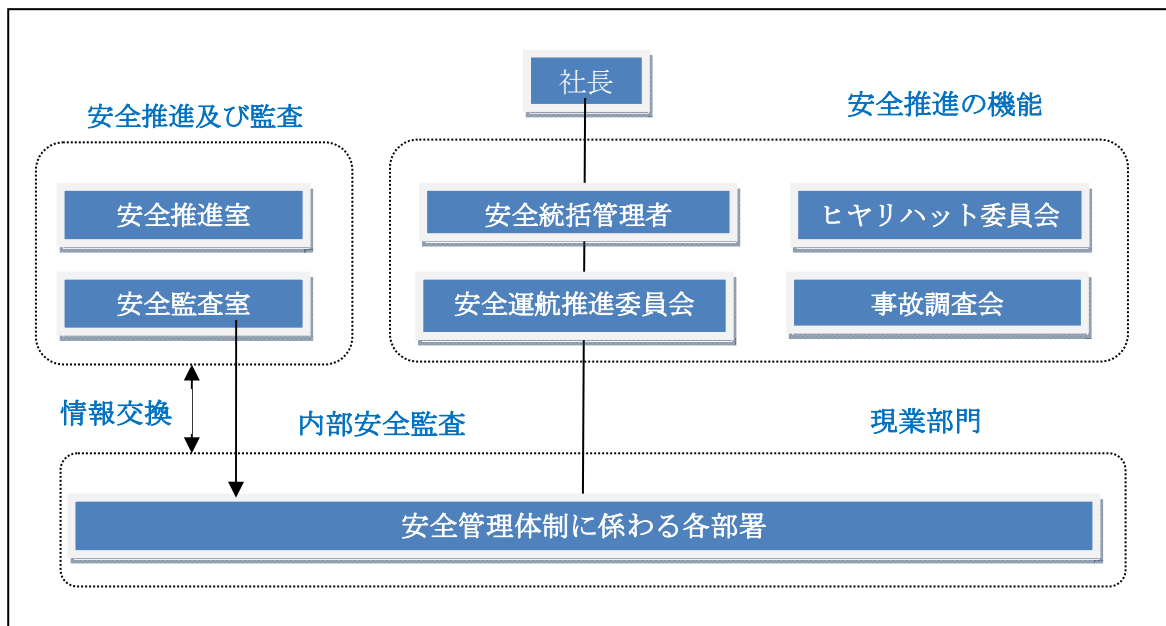 社長
安全推進及び監査
安全推進の機能
安全推進室
安全統括管理者
ヒヤリハット委員会
安全監査室
安全運航推進委員会
事故調査会
情報交換
内部安全監査
現業部門
安全管理体制に係わる各部署